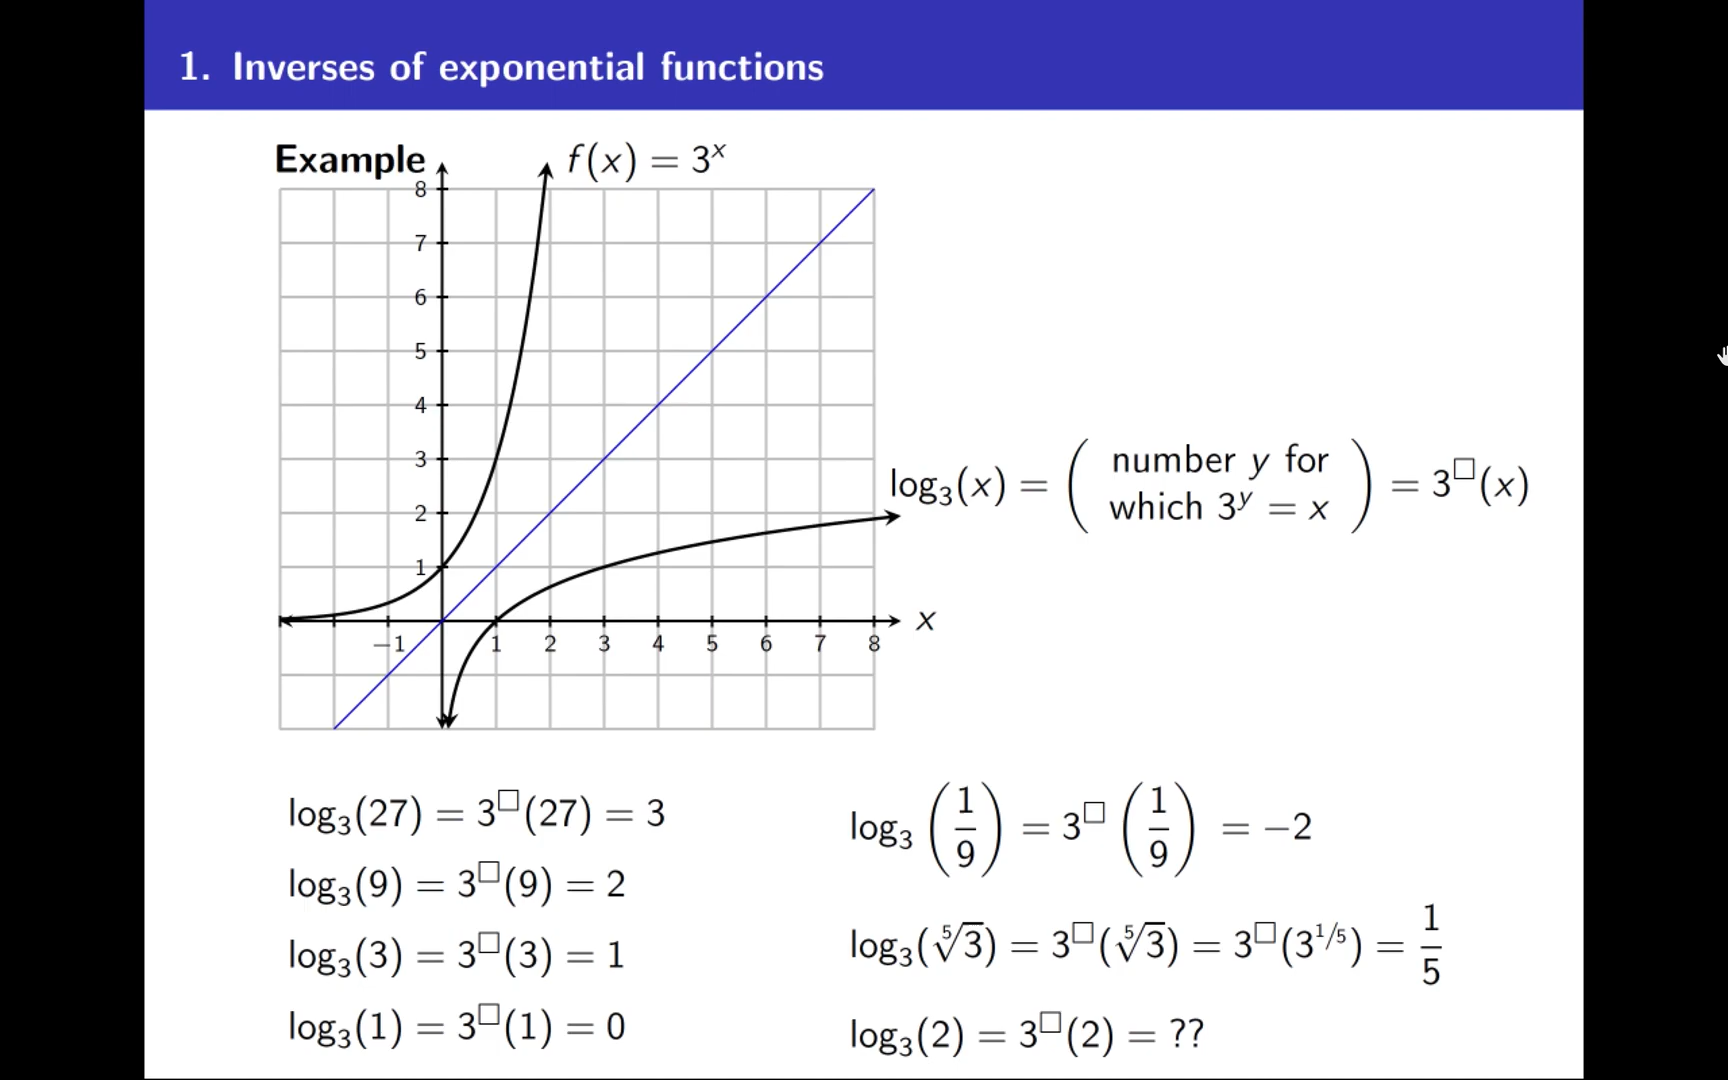 1. Inverses of exponential functions
Example
f(x) = 3ˣ
8
7
6
5
4
3
2
1
−1 1 2 3 4 5 6 7 8
x
log₃(x) = ( number y for which 3ʸ = x ) = 3^□(x)
log₃(27) = 3^□(27) = 3
log₃(9) = 3^□(9) = 2
log₃(3) = 3^□(3) = 1
log₃(1) = 3^□(1) = 0
log₃(1/9) = 3^□(1/9) = −2
log₃(⁵√3) = 3^□(⁵√3) = 3^□(3^1/5) = 1/5
log₃(2) = 3^□(2) = ??